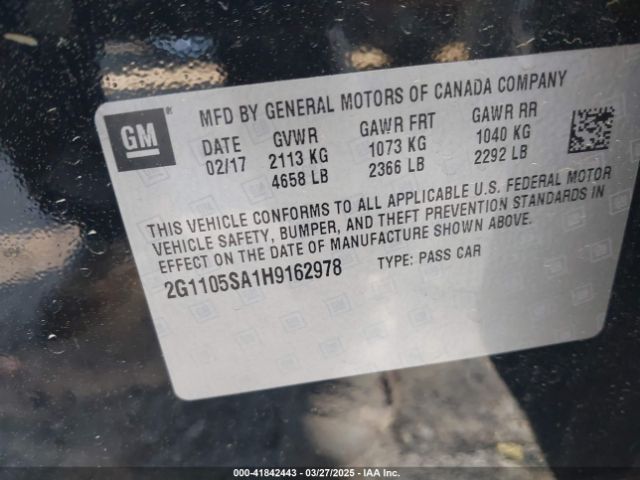 GM
MFD BY GENERAL MOTORS OF CANADA COMPANY
DATE GVWR GAWR FRT GAWR RR
02/17 2113 KG 1073 KG 1040 KG
4658 LB 2366 LB 2292 LB
THIS VEHICLE CONFORMS TO ALL APPLICABLE U.S. FEDERAL MOTOR
VEHICLE SAFETY, BUMPER, AND THEFT PREVENTION STANDARDS IN
EFFECT ON THE DATE OF MANUFACTURE SHOWN ABOVE.
2G1105SA1H9162978 TYPE: PASS CAR
000-41842443 // 03/27/2025 - IAA Inc.